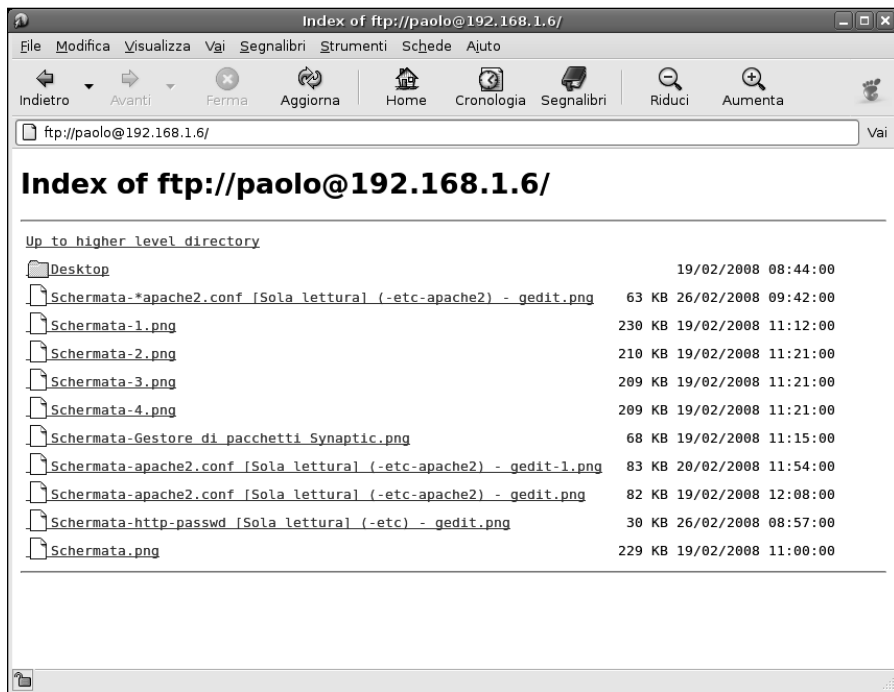 Index of ftp://paolo@192.168.1.6/
File Modifica Visualizza Vai Segnalibri Strumenti Schede Aiuto
Indietro Avanti Ferma Aggiorna Home Cronologia Segnalibri Riduci Aumenta
ftp://paolo@192.168.1.6/ Vai
Index of ftp://paolo@192.168.1.6/
Up to higher level directory
Desktop 19/02/2008 08:44:00
Schermata-*apache2.conf [Sola lettura] (-etc-apache2) - gedit.png 63 KB 26/02/2008 09:42:00
Schermata-1.png 230 KB 19/02/2008 11:12:00
Schermata-2.png 210 KB 19/02/2008 11:21:00
Schermata-3.png 209 KB 19/02/2008 11:21:00
Schermata-4.png 209 KB 19/02/2008 11:21:00
Schermata-Gestore di pacchetti Synaptic.png 68 KB 19/02/2008 11:15:00
Schermata-apache2.conf [Sola lettura] (-etc-apache2) - gedit-1.png 83 KB 20/02/2008 11:54:00
Schermata-apache2.conf [Sola lettura] (-etc-apache2) - gedit.png 82 KB 19/02/2008 12:08:00
Schermata-http-passwd [Sola lettura] (-etc) - gedit.png 30 KB 26/02/2008 08:57:00
Schermata.png 229 KB 19/02/2008 11:00:00